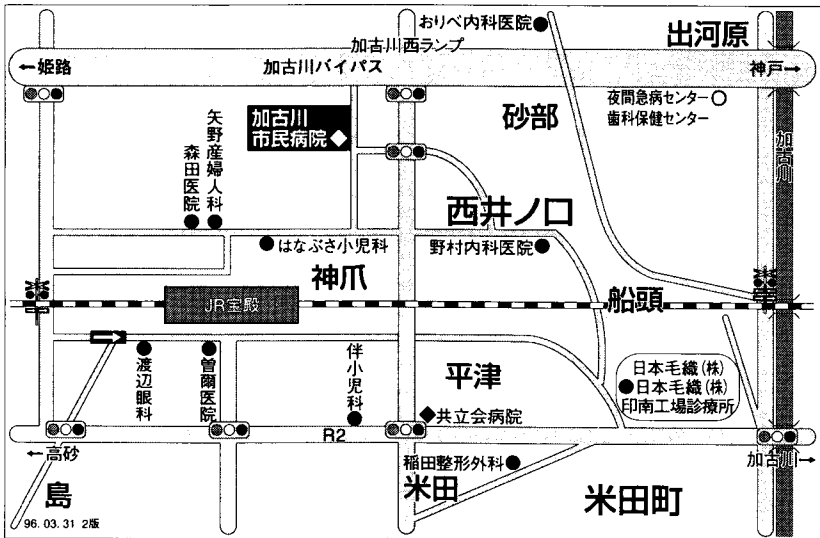 おりべ内科医院
出河原
加古川西ランプ
←姫路
加古川バイパス
神戸→
夜間急病センター
歯科保健センター
加古川
市民病院
砂部
加古川
矢野産婦人科
森田医院
西井ノ口
はなぶさ小児科
野村内科医院
神爪
船頭
JR宝殿
渡辺眼科
曽爾医院
伴小児科
平津
日本毛織(株)
日本毛織(株)
印南工場診療所
共立会病院
R2
←高砂
加古川→
稲田整形外科
島
米田
米田町
96.03.31 2版